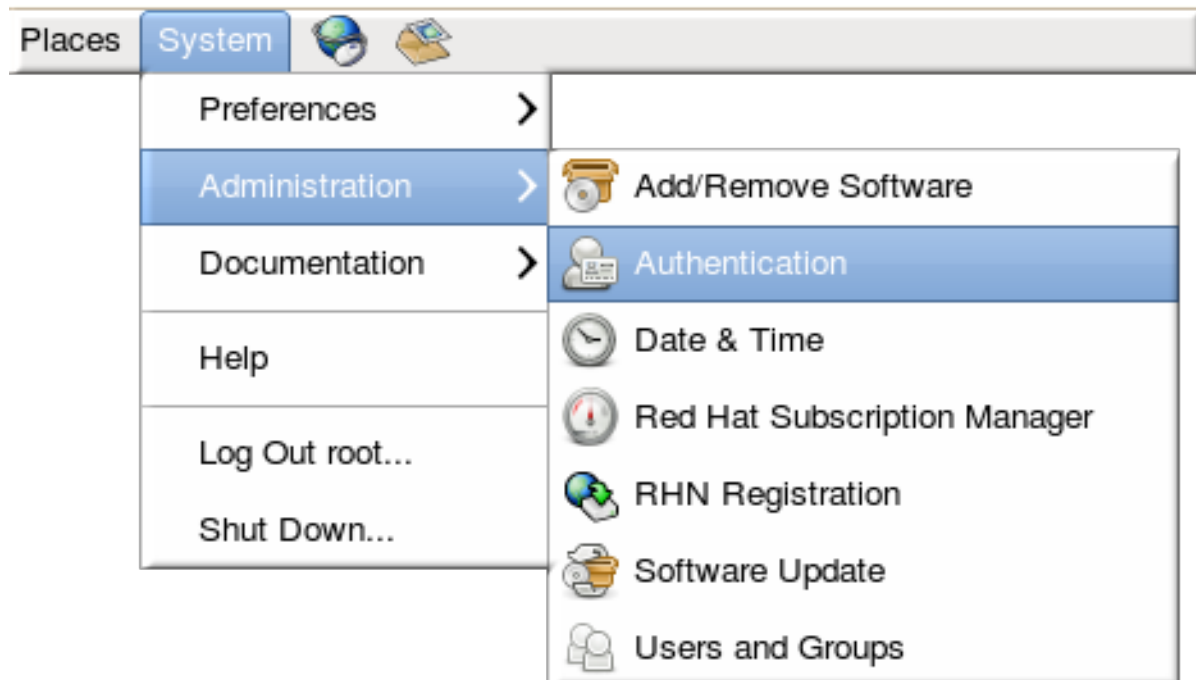 Places System
Preferences
Administration
Documentation
Help
Log Out root...
Shut Down...
Add/Remove Software
Authentication
Date & Time
Red Hat Subscription Manager
RHN Registration
Software Update
Users and Groups